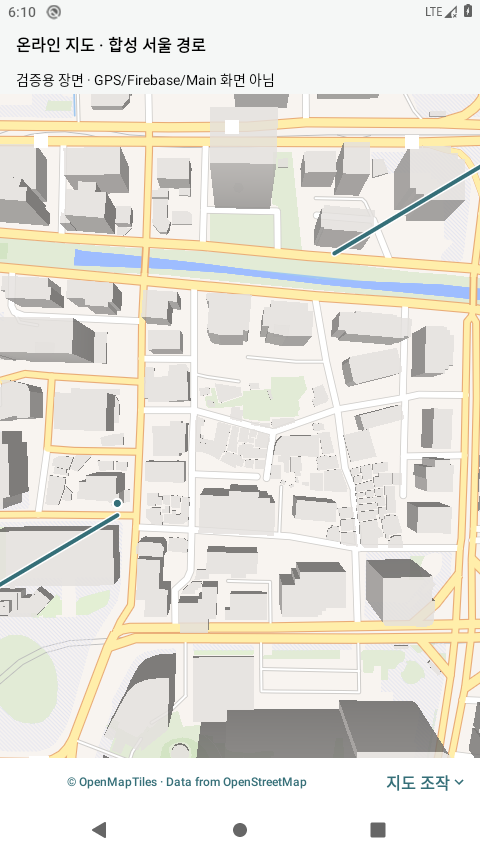 6:10
LTE
온라인 지도 · 합성 서울 경로
검증용 장면 · GPS/Firebase/Main 화면 아님
© OpenMapTiles · Data from OpenStreetMap
지도 조작